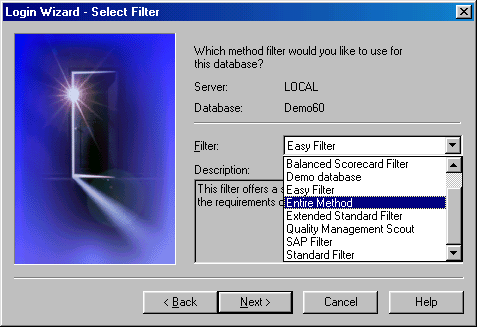 Login Wizard - Select Filter
Which method filter would you like to use for
this database?
Server: LOCAL
Database: Demo60
Filter: Easy Filter
Balanced Scorecard Filter
Demo database
Easy Filter
Entire Method
Extended Standard Filter
Quality Management Scout
SAP Filter
Standard Filter
Description:
This filter offers a
the requirements
< Back Next > Cancel Help